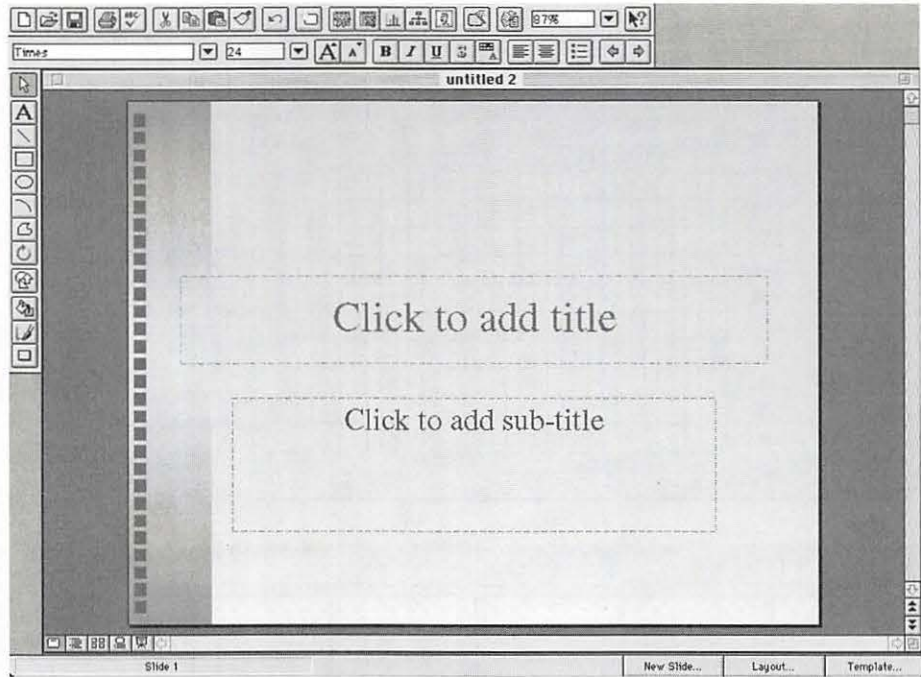 87%
Times
24
B I U S
untitled 2
A
Click to add title
Click to add sub-title
Slide 1
New Slide...
Layout...
Template...